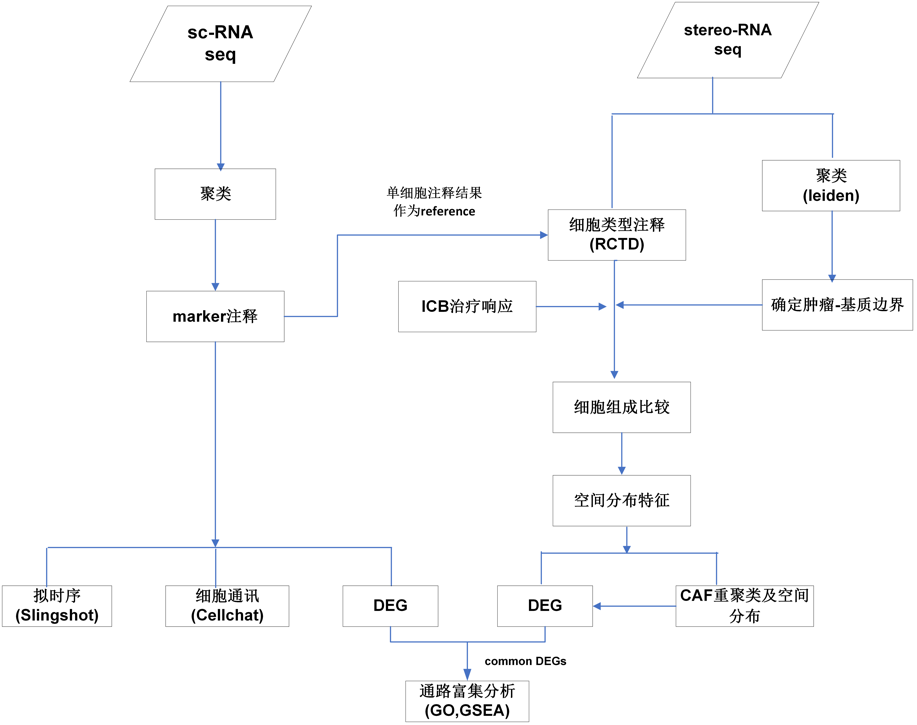 sc-RNA
seq
stereo-RNA
seq
聚类
聚类
(leiden)
单细胞注释结果
作为reference
细胞类型注释
(RCTD)
marker注释
ICB治疗响应
确定肿瘤-基质边界
细胞组成比较
空间分布特征
拟时序
(Slingshot)
细胞通讯
(Cellchat)
DEG
DEG
CAF重聚类及空间
分布
common DEGs
通路富集分析
(GO,GSEA)